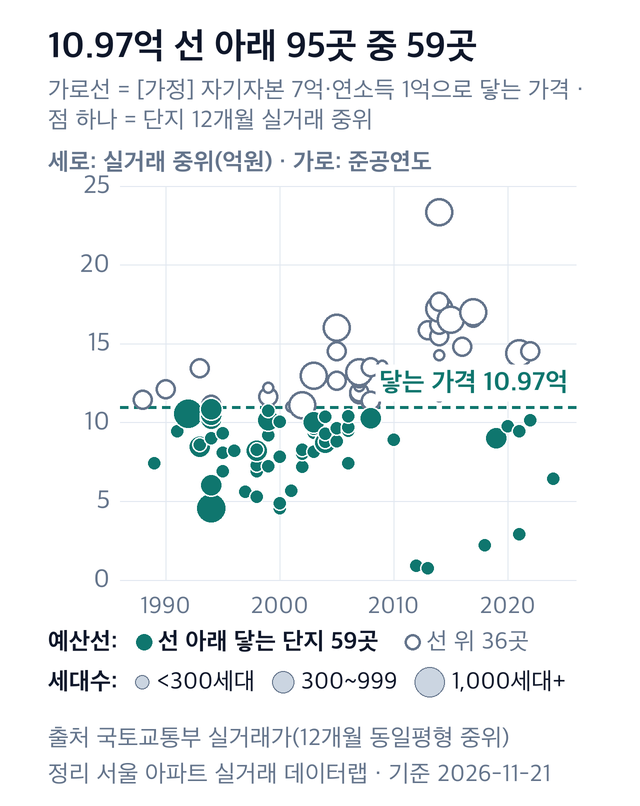 10.97억 선 아래 95곳 중 59곳
가로선 = [가정] 자기자본 7억·연소득 1억으로 닿는 가격 ·
점 하나 = 단지 12개월 실거래 중위
세로: 실거래 중위(억원) · 가로: 준공연도
25
20
15
닿는 가격 10.97억
10
5
0
1990 2000 2010 2020
예산선: 선 아래 닿는 단지 59곳 선 위 36곳
세대수: <300세대 300~999 1,000세대+
출처 국토교통부 실거래가(12개월 동일평형 중위)
정리 서울 아파트 실거래 데이터랩 · 기준 2026-11-21